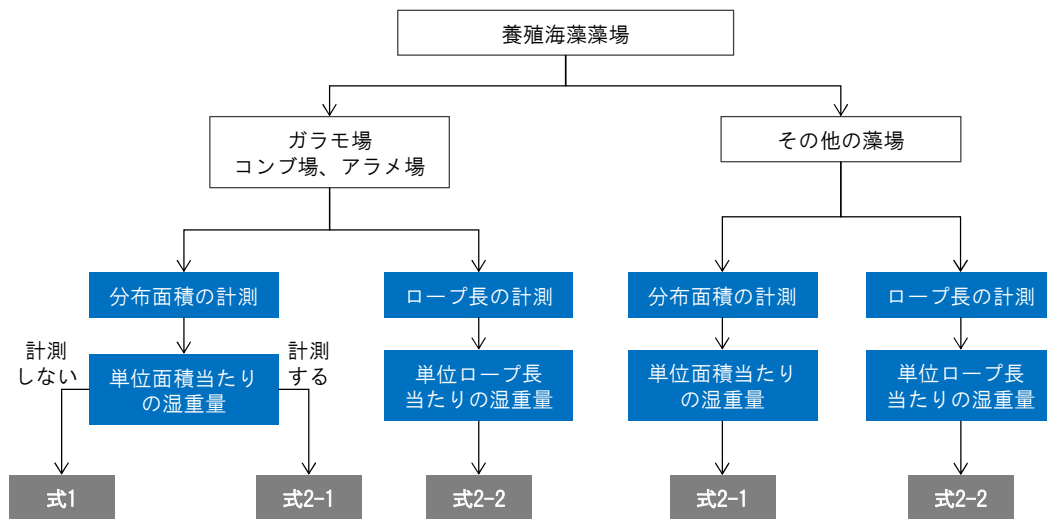 養殖海藻藻場
ガラモ場
コンブ場、アラメ場
その他の藻場
分布面積の計測
ロープ長の計測
分布面積の計測
ロープ長の計測
計測
しない
単位面積当たり
の湿重量
計測
する
単位ロープ長
当たりの湿重量
単位面積当たり
の湿重量
単位ロープ長
当たりの湿重量
式1
式2-1
式2-2
式2-1
式2-2